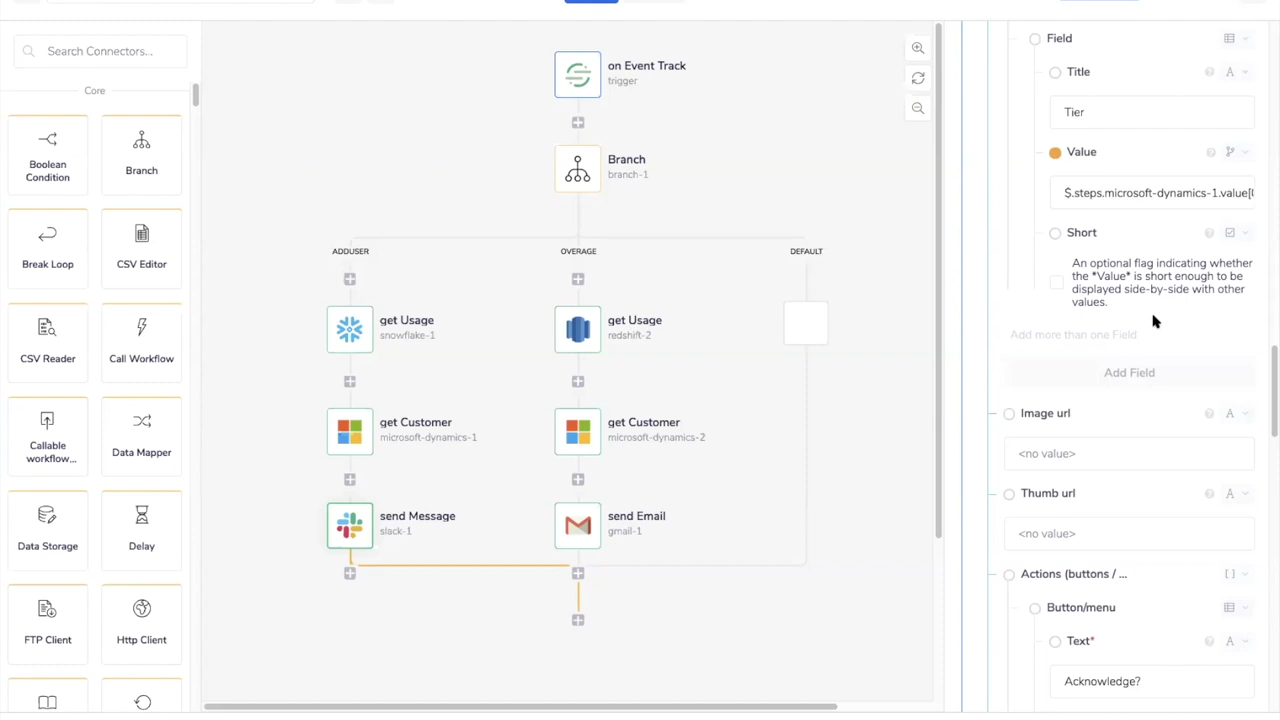 Search Connectors...
Core
Boolean
Condition
Branch
Break Loop
CSV Editor
CSV Reader
Call Workflow
Callable
workflow...
Data Mapper
Data Storage
Delay
FTP Client
Http Client
on Event Track
trigger
Branch
branch-1
ADDUSER
OVERAGE
DEFAULT
get Usage
snowflake-1
get Usage
redshift-2
get Customer
microsoft-dynamics-1
get Customer
microsoft-dynamics-2
send Message
slack-1
send Email
gmail-1
Field
Title
A
Tier
Value
$.steps.microsoft-dynamics-1.value[
Short
An optional flag indicating whether
the *Value* is short enough to be
displayed side-by-side with other
values.
Add more than one Field
Add Field
Image url
A
<no value>
Thumb url
A
<no value>
Actions (buttons / ...
[ ]
Button/menu
Text*
A
Acknowledge?